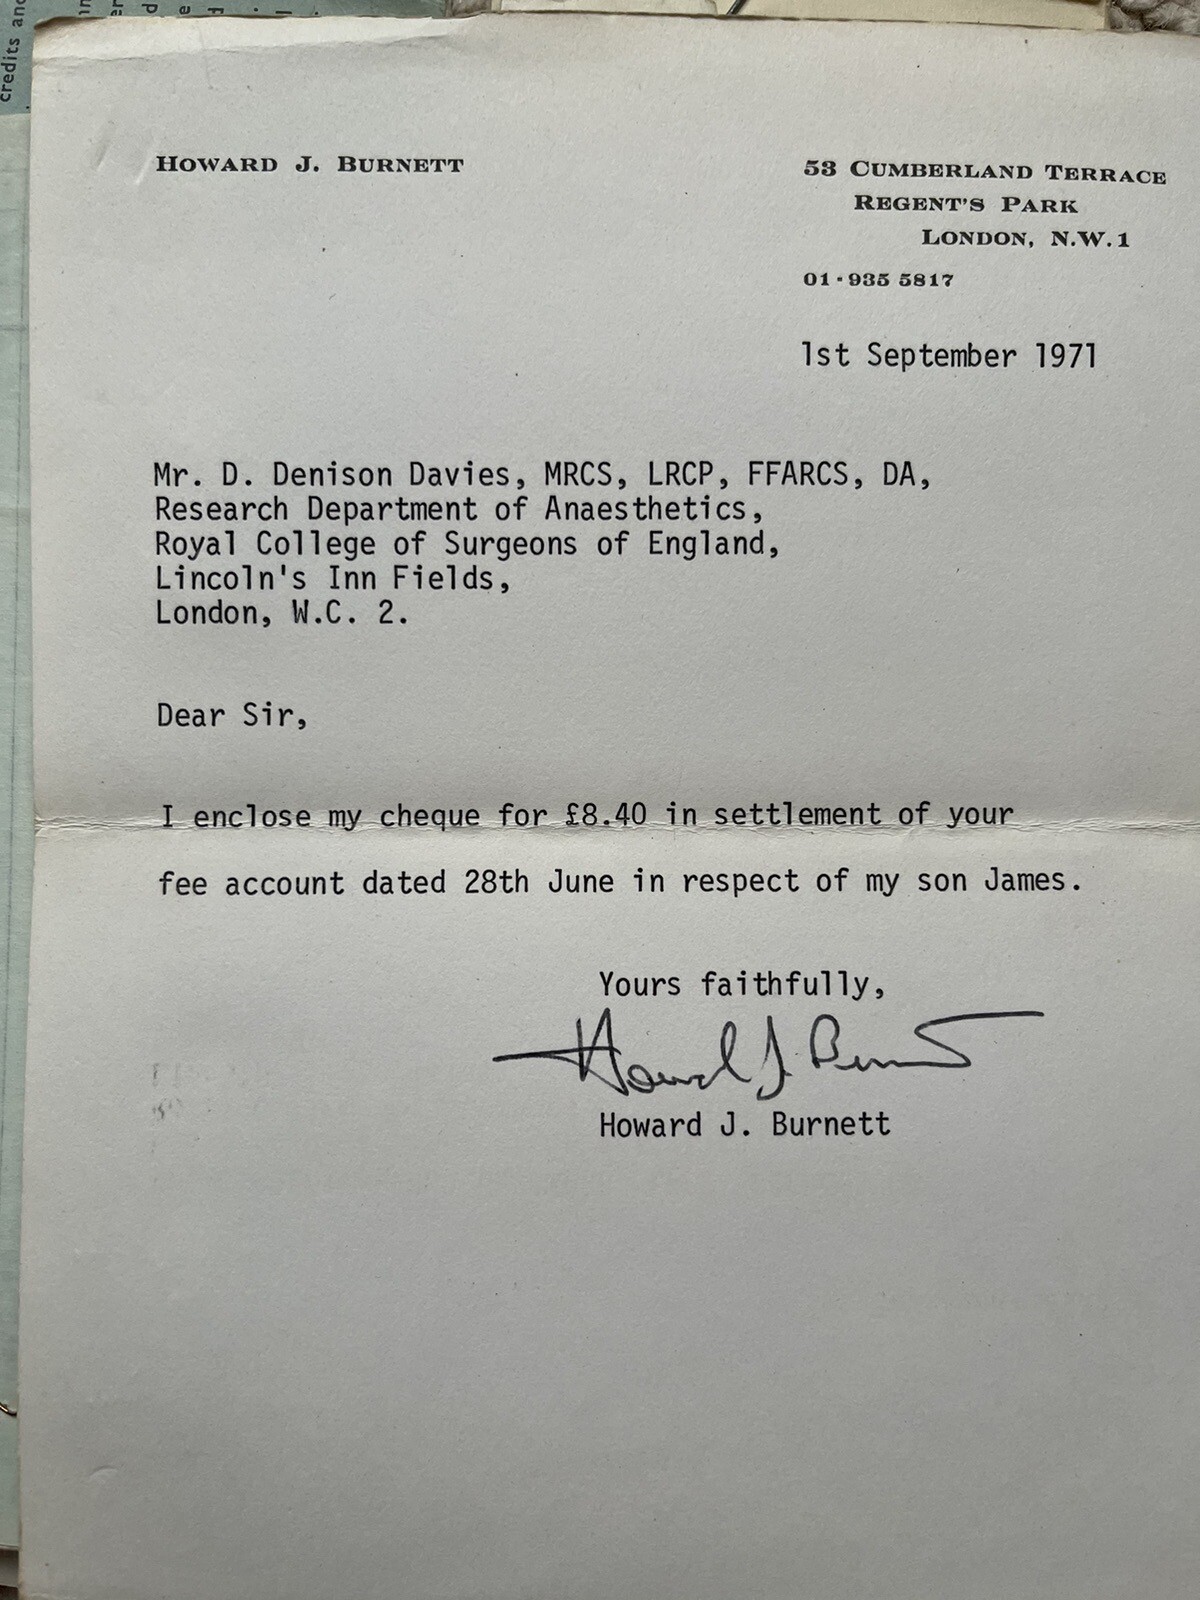 HOWARD J. BURNETT
53 CUMBERLAND TERRACE
REGENT'S PARK
LONDON, N.W.1
01-935 5817
1st September 1971
Mr. D. Denison Davies, MRCS, LRCP, FFARCS, DA,
Research Department of Anaesthetics,
Royal College of Surgeons of England,
Lincoln's Inn Fields,
London, W.C. 2.
Dear Sir,
I enclose my cheque for £8.40 in settlement of your
fee account dated 28th June in respect of my son James.
Yours faithfully,
Howard J. Burnett
Howard J. Burnett
credits and